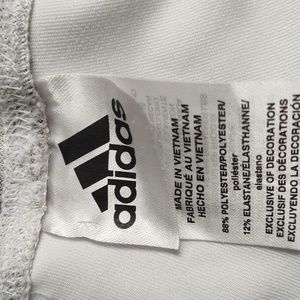 adidas
MADE IN VIETNAM
FABRIQUÉ AU VIETNAM
HECHO EN VIETNAM
88% POLYESTER/POLYESTER/
poliéster
12% ELASTANE/ÉLASTHANNE/
elastano
EXCLUSIVE OF DECORATION
EXCLUSIF DES DÉCORATIONS
EXCLUYENDO LA DECORACIÓN